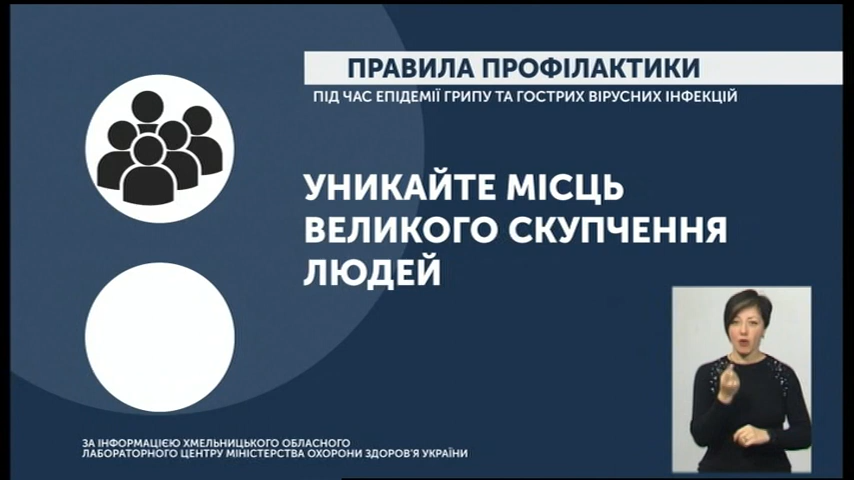 ПРАВИЛА ПРОФІЛАКТИКИ
ПІД ЧАС ЕПІДЕМІЇ ГРИПУ ТА ГОСТРИХ ВІРУСНИХ ІНФЕКЦІЙ
УНИКАЙТЕ МІСЦЬ
ВЕЛИКОГО СКУПЧЕННЯ
ЛЮДЕЙ
ЗА ІНФОРМАЦІЄЮ ХМЕЛЬНИЦЬКОГО ОБЛАСНОГО
ЛАБОРАТОРНОГО ЦЕНТРУ МІНІСТЕРСТВА ОХОРОНИ ЗДОРОВ'Я УКРАЇНИ